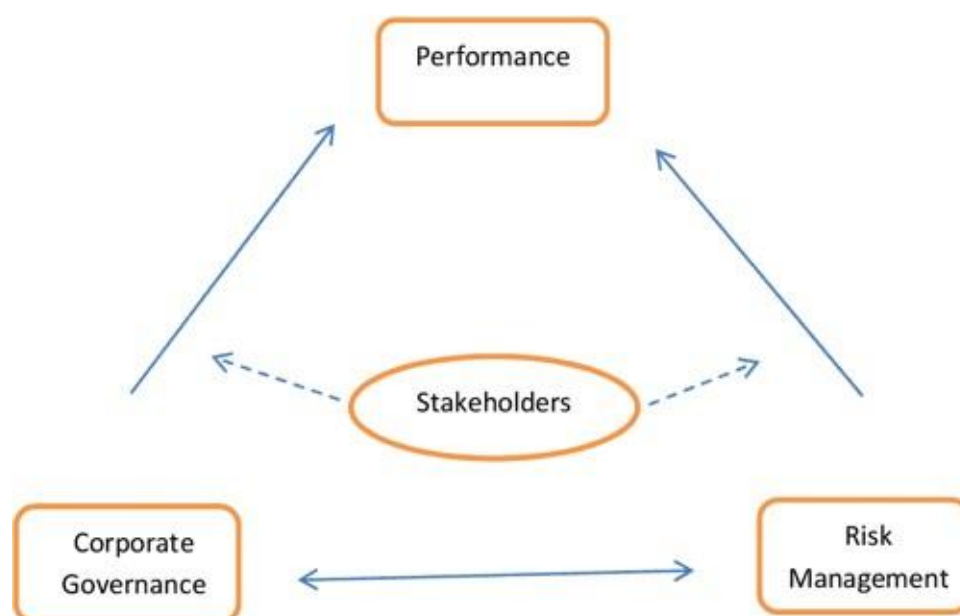 Performance
Stakeholders
Corporate
Governance
Risk
Management